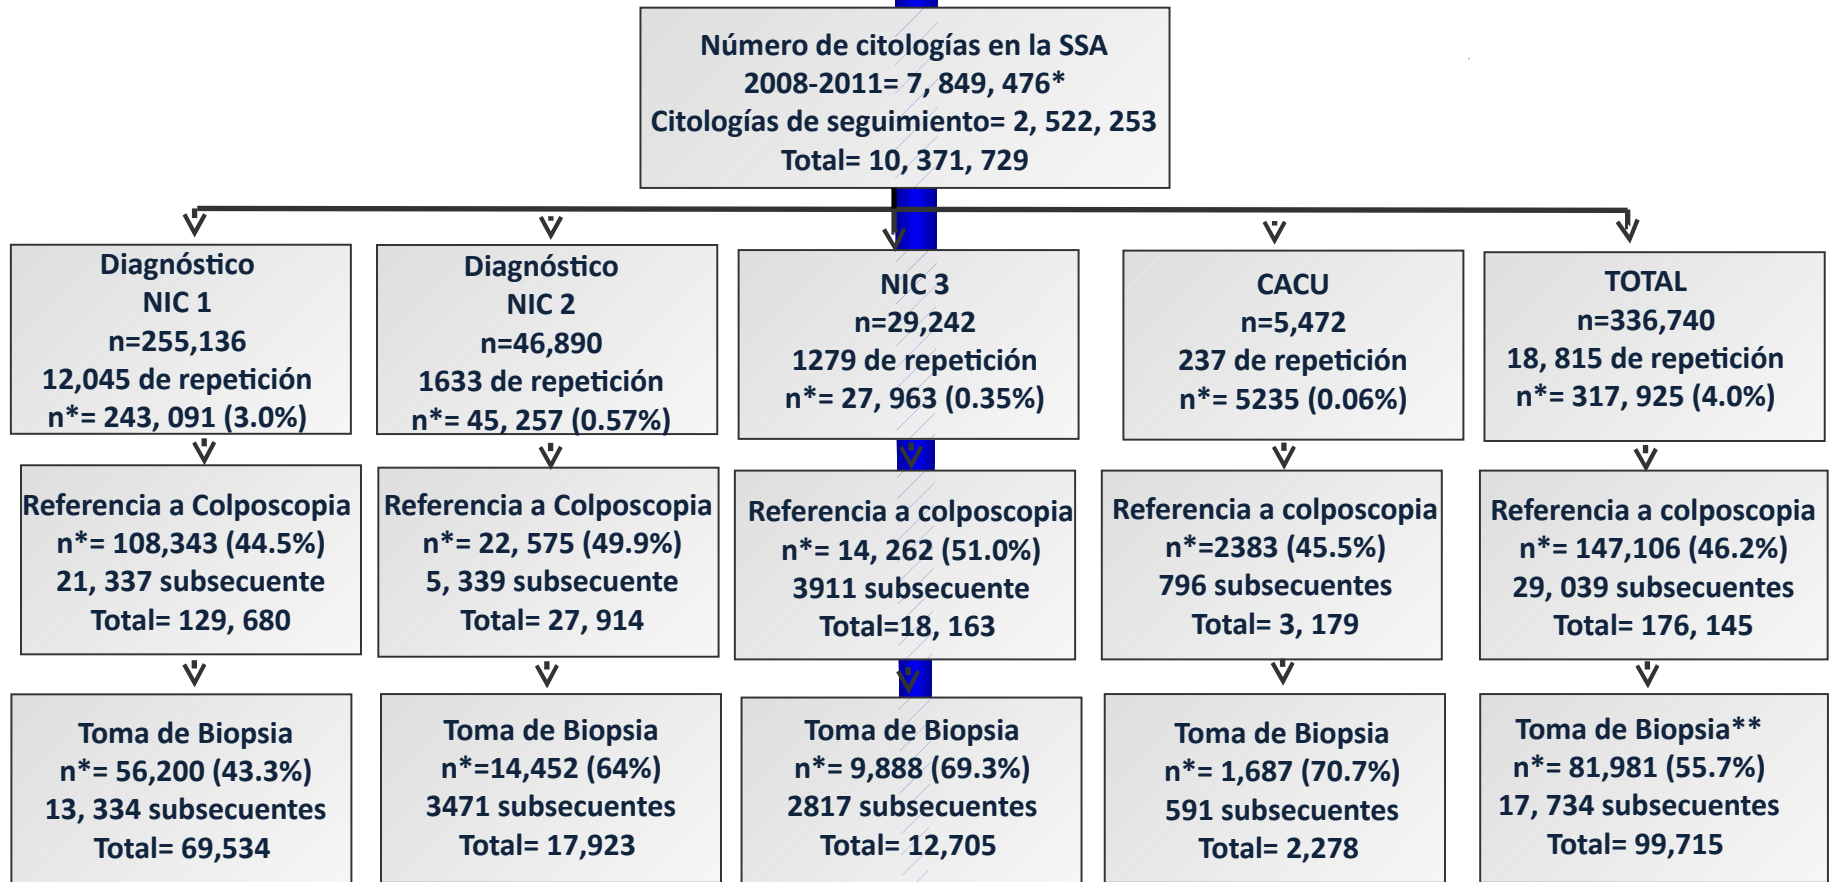 Número de citologías en la SSA
2008-2011= 7, 849, 476*
Citologías de seguimiento= 2, 522, 253
Total= 10, 371, 729
Diagnóstico
NIC 1
n=255,136
12,045 de repetición
n*= 243, 091 (3.0%)
Diagnóstico
NIC 2
n=46,890
1633 de repetición
n*= 45, 257 (0.57%)
NIC 3
n=29,242
1279 de repetición
n*= 27, 963 (0.35%)
CACU
n=5,472
237 de repetición
n*= 5235 (0.06%)
TOTAL
n=336,740
18, 815 de repetición
n*= 317, 925 (4.0%)
Referencia a Colposcopia
n*= 108,343 (44.5%)
21, 337 subsecuente
Total= 129, 680
Referencia a Colposcopia
n*= 22, 575 (49.9%)
5, 339 subsecuente
Total= 27, 914
Referencia a colposcopia
n*= 14, 262 (51.0%)
3911 subsecuente
Total=18, 163
Referencia a colposcopia
n*=2383 (45.5%)
796 subsecuentes
Total= 3, 179
Referencia a colposcopia
n*= 147,106 (46.2%)
29, 039 subsecuentes
Total= 176, 145
Toma de Biopsia
n*= 56,200 (43.3%)
13, 334 subsecuentes
Total= 69,534
Toma de Biopsia
n*=14,452 (64%)
3471 subsecuentes
Total= 17,923
Toma de Biopsia
n*= 9,888 (69.3%)
2817 subsecuentes
Total= 12,705
Toma de Biopsia
n*= 1,687 (70.7%)
591 subsecuentes
Total= 2,278
Toma de Biopsia**
n*= 81,981 (55.7%)
17, 734 subsecuentes
Total= 99,715